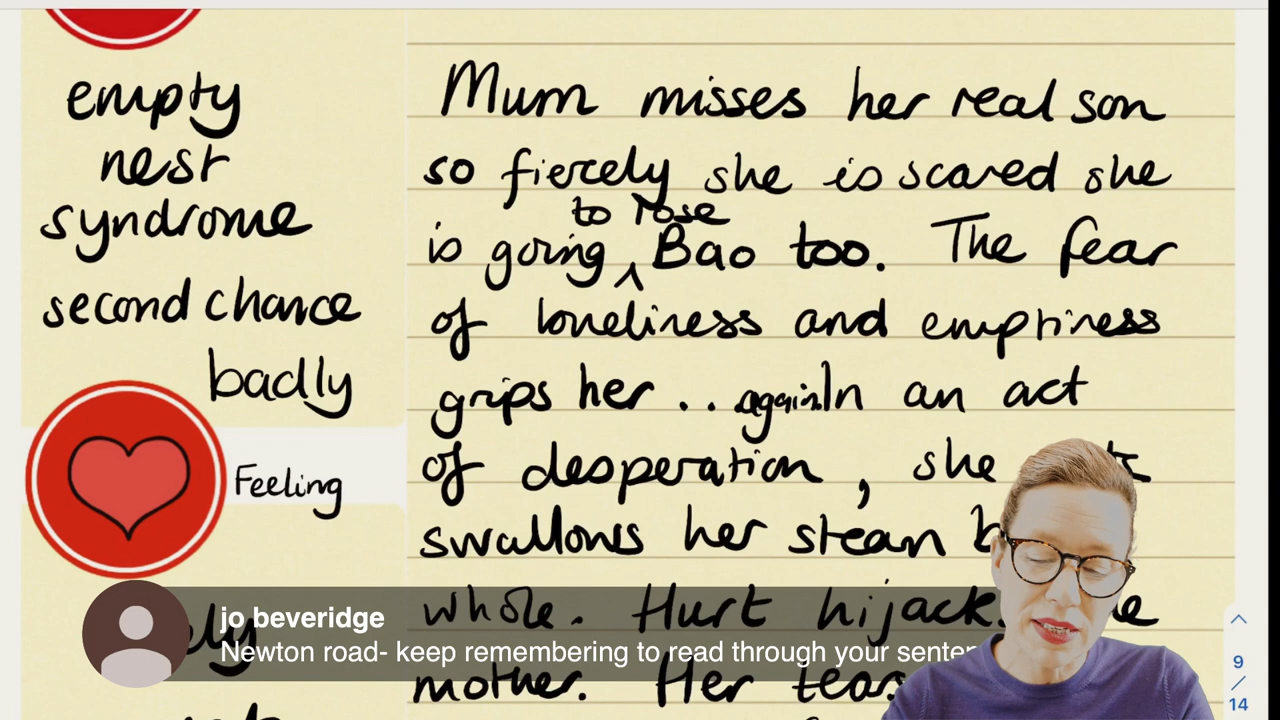 empty
nest
syndrome
second chance
badly
Feeling
Mum misses her real son
so fiercely she is scared she
to lose
is going ^ Bao too. The fear
of loneliness and emptiness
grips her .. again. In an act
of desperation, she
swallows her steam
whole. Hurt hijack
mother. Her tears
jo beveridge
Newton road- keep remembering to read through your senten
9
/
14